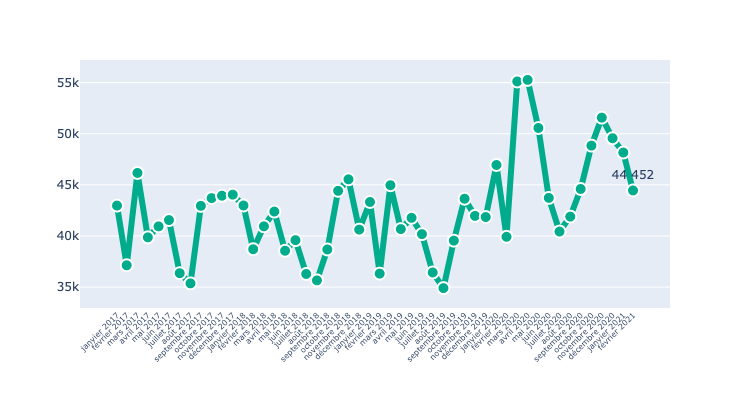 55k
50k
45k
40k
35k
44,452
janvier 2017
février 2017
mars 2017
avril 2017
mai 2017
juin 2017
juillet 2017
août 2017
septembre 2017
octobre 2017
novembre 2017
décembre 2017
janvier 2018
février 2018
mars 2018
avril 2018
mai 2018
juin 2018
juillet 2018
août 2018
septembre 2018
octobre 2018
novembre 2018
décembre 2018
janvier 2019
février 2019
mars 2019
avril 2019
mai 2019
juin 2019
juillet 2019
août 2019
septembre 2019
octobre 2019
novembre 2019
décembre 2019
janvier 2020
février 2020
mars 2020
avril 2020
mai 2020
juin 2020
juillet 2020
août 2020
septembre 2020
octobre 2020
novembre 2020
décembre 2020
janvier 2021
février 2021